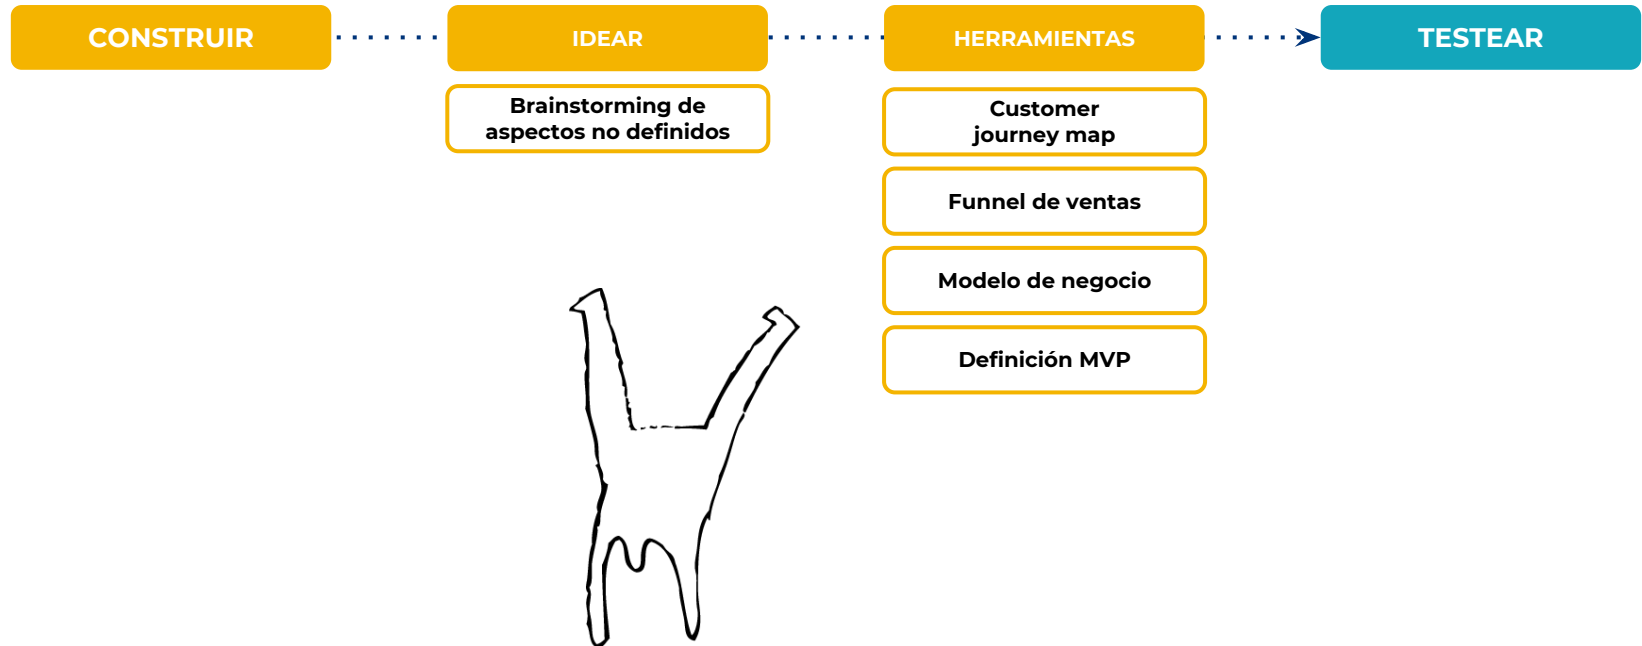 CONSTRUIR
IDEAR
HERRAMIENTAS
TESTEAR
Brainstorming de
aspectos no definidos
Customer
journey map
Funnel de ventas
Modelo de negocio
Definición MVP